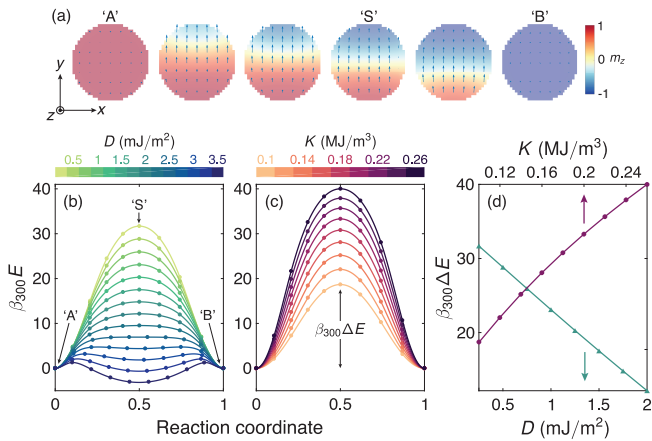 (a)
‘A’ ‘S’ ‘B’
y
z x
1
0
-1
m_z
D (mJ/m²)
0.5 1 1.5 2 2.5 3 3.5
K (MJ/m³)
0.1 0.14 0.18 0.22 0.26
K (MJ/m³)
0.12 0.16 0.2 0.24
(b)
‘S’
‘A’
‘B’
β₃₀₀E
40
30
20
10
0
0 0.5 1
(c)
β₃₀₀ΔE
0 0.5 1
Reaction coordinate
(d)
β₃₀₀ΔE
40
30
20
0.5 1 1.5 2
D (mJ/m²)